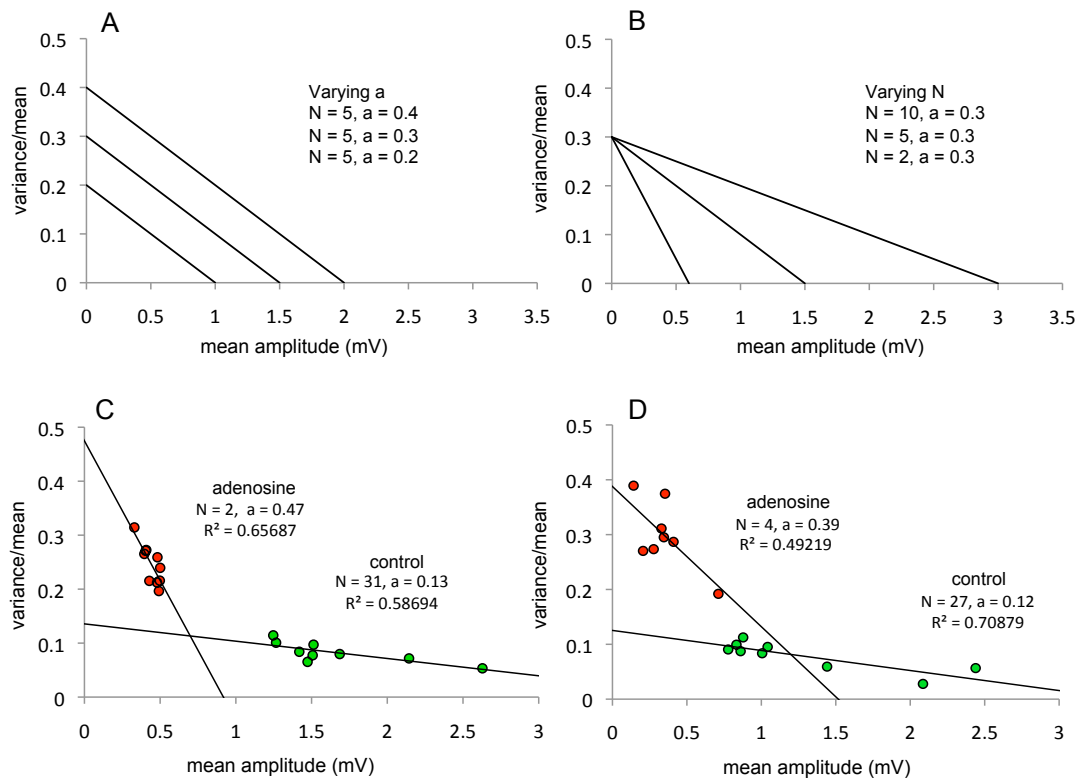 A
0.5
0.4
0.3
0.2
0.1
0
variance/mean
Varying a
N = 5, a = 0.4
N = 5, a = 0.3
N = 5, a = 0.2
0 0.5 1 1.5 2 2.5 3 3.5
mean amplitude (mV)
B
0.5
0.4
0.3
0.2
0.1
0
variance/mean
Varying N
N = 10, a = 0.3
N = 5, a = 0.3
N = 2, a = 0.3
0 0.5 1 1.5 2 2.5 3 3.5
mean amplitude (mV)
C
0.5
0.4
0.3
0.2
0.1
0
variance/mean
adenosine
N = 2, a = 0.47
R² = 0.65687
control
N = 31, a = 0.13
R² = 0.58694
0 0.5 1 1.5 2 2.5 3
mean amplitude (mV)
D
0.5
0.4
0.3
0.2
0.1
0
variance/mean
adenosine
N = 4, a = 0.39
R² = 0.49219
control
N = 27, a = 0.12
R² = 0.70879
0 0.5 1 1.5 2 2.5 3
mean amplitude (mV)